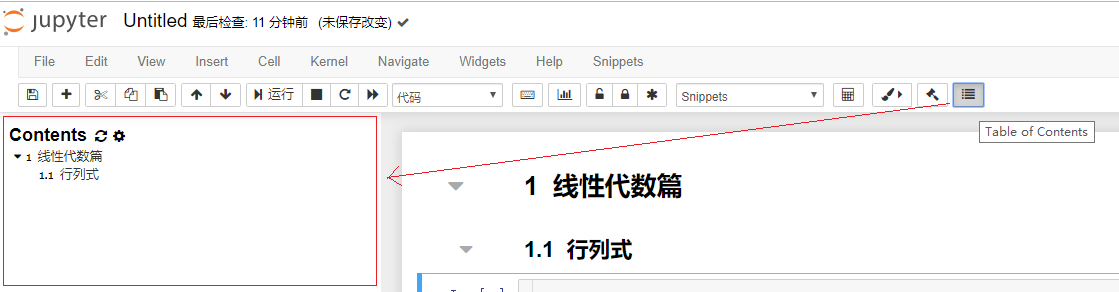 jupyter Untitled 最后检查: 11 分钟前 (未保存改变)
File Edit View Insert Cell Kernel Navigate Widgets Help Snippets
运行 代码 Snippets
Table of Contents
Contents
1 线性代数篇
1.1 行列式
1 线性代数篇
1.1 行列式